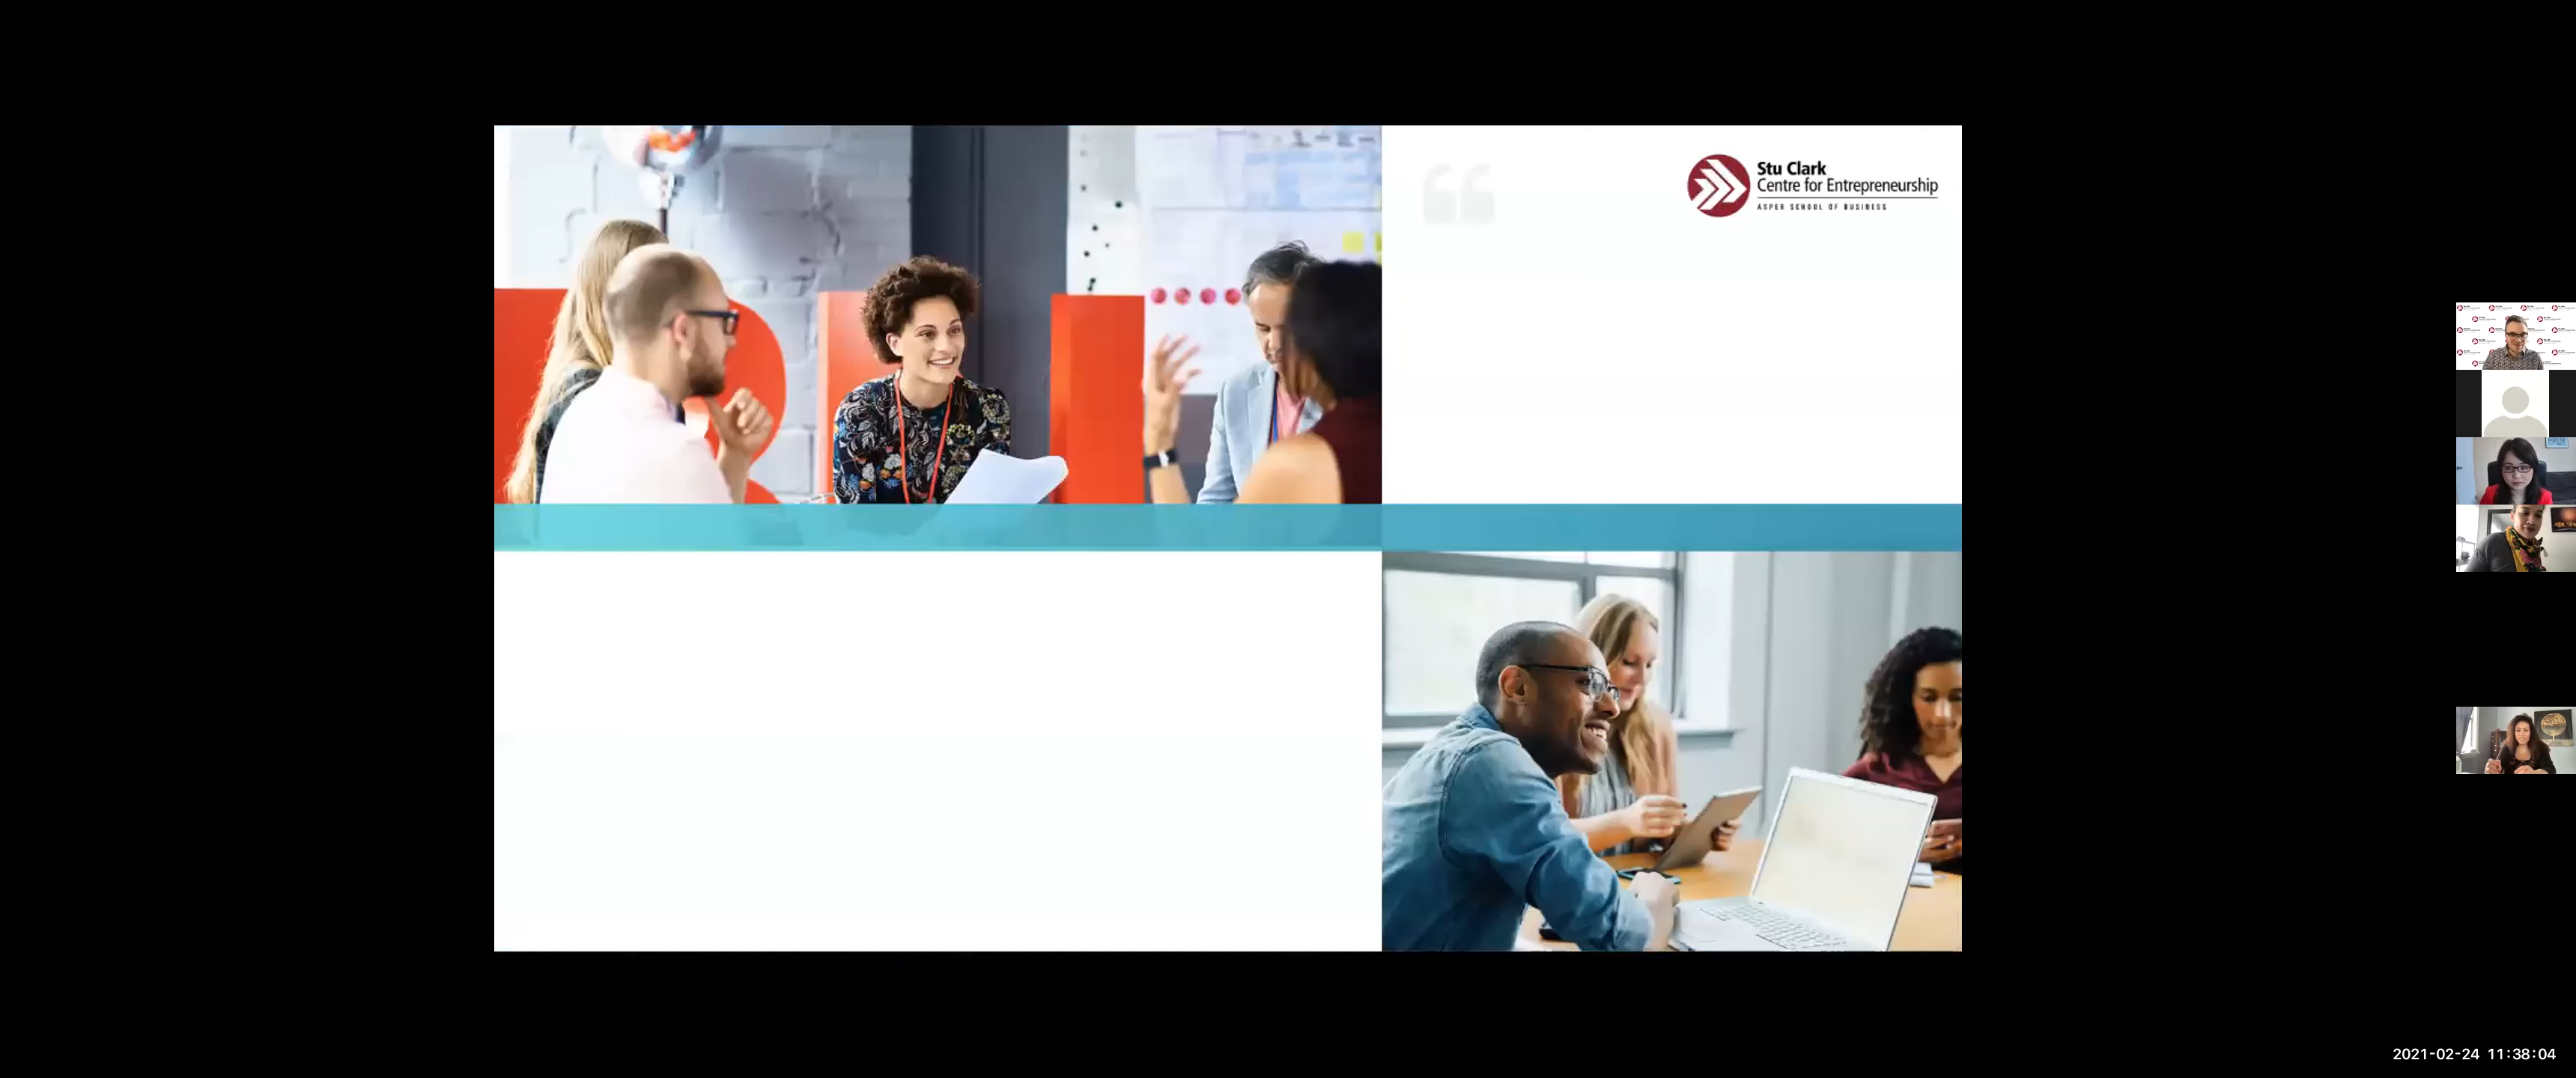 “
Stu Clark
Centre for Entrepreneurship
ASPER SCHOOL OF BUSINESS
2021-02-24 11:38:04